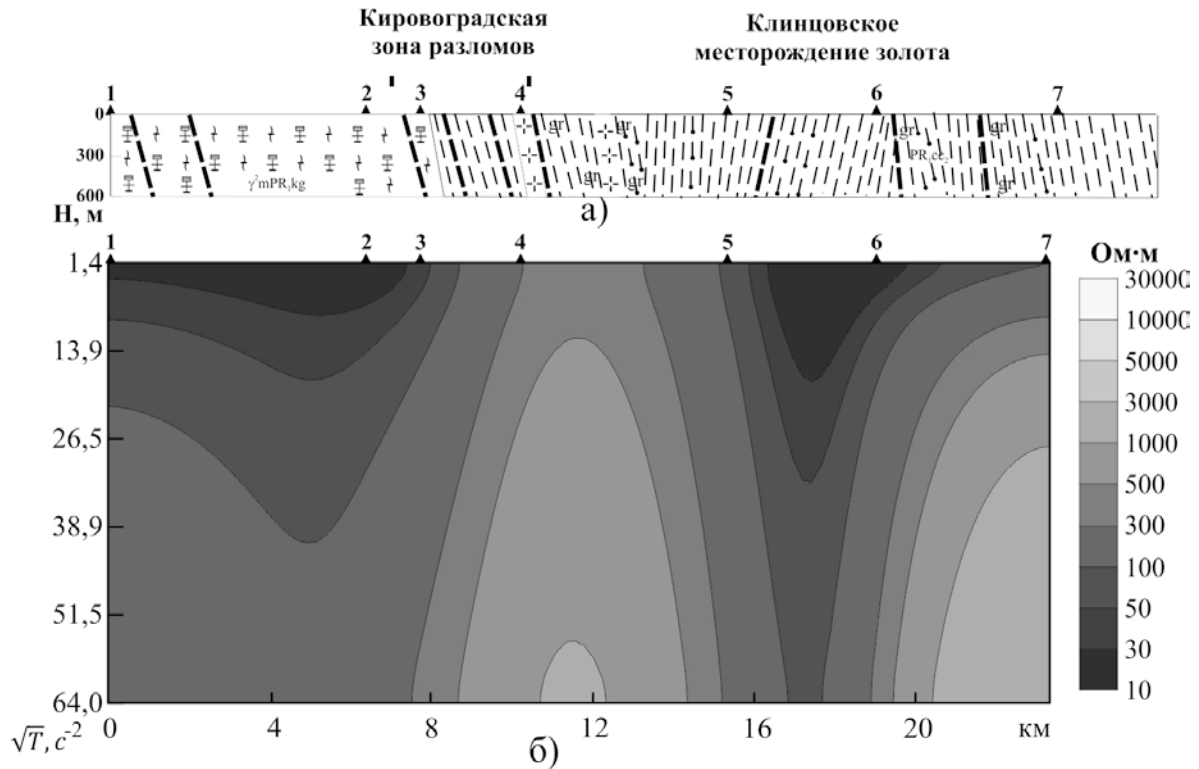 Кировоградская
зона разломов
Клинцовское
месторождение золота
1 2 3 4 5 6 7
0
300
600
gr gr gr gr gr gr
γ²mPR₁kg
H, м
а)
1 2 3 4 5 6 7
1,4
13,9
26,5
38,9
51,5
64,0
√T, c⁻²
0 4 8 12 16 20 км
б)
Ом·м
30000
10000
5000
3000
1000
500
300
100
50
30
10